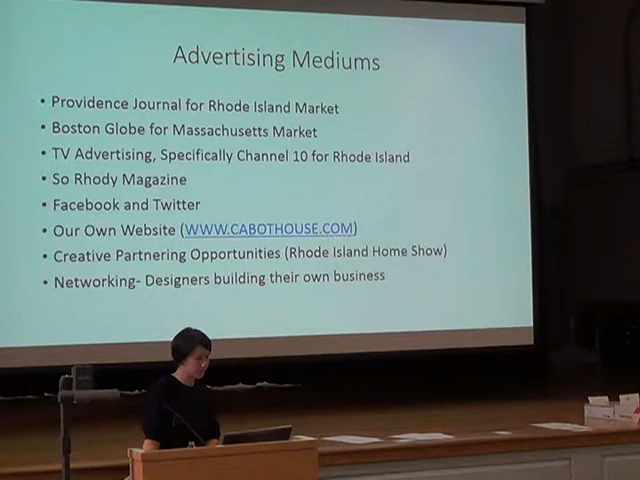 Advertising Mediums
• Providence Journal for Rhode Island Market
• Boston Globe for Massachusetts Market
• TV Advertising, Specifically Channel 10 for Rhode Island
• So Rhody Magazine
• Facebook and Twitter
• Our Own Website (WWW.CABOTHOUSE.COM)
• Creative Partnering Opportunities (Rhode Island Home Show)
• Networking- Designers building their own business